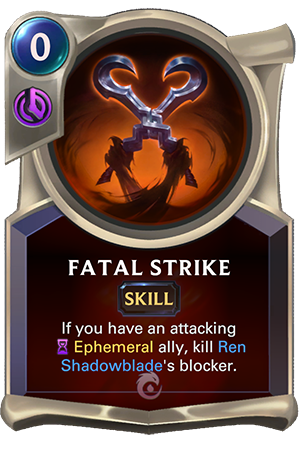 0
FATAL STRIKE
SKILL
If you have an attacking
Ephemeral ally, kill Ren
Shadowblade's blocker.